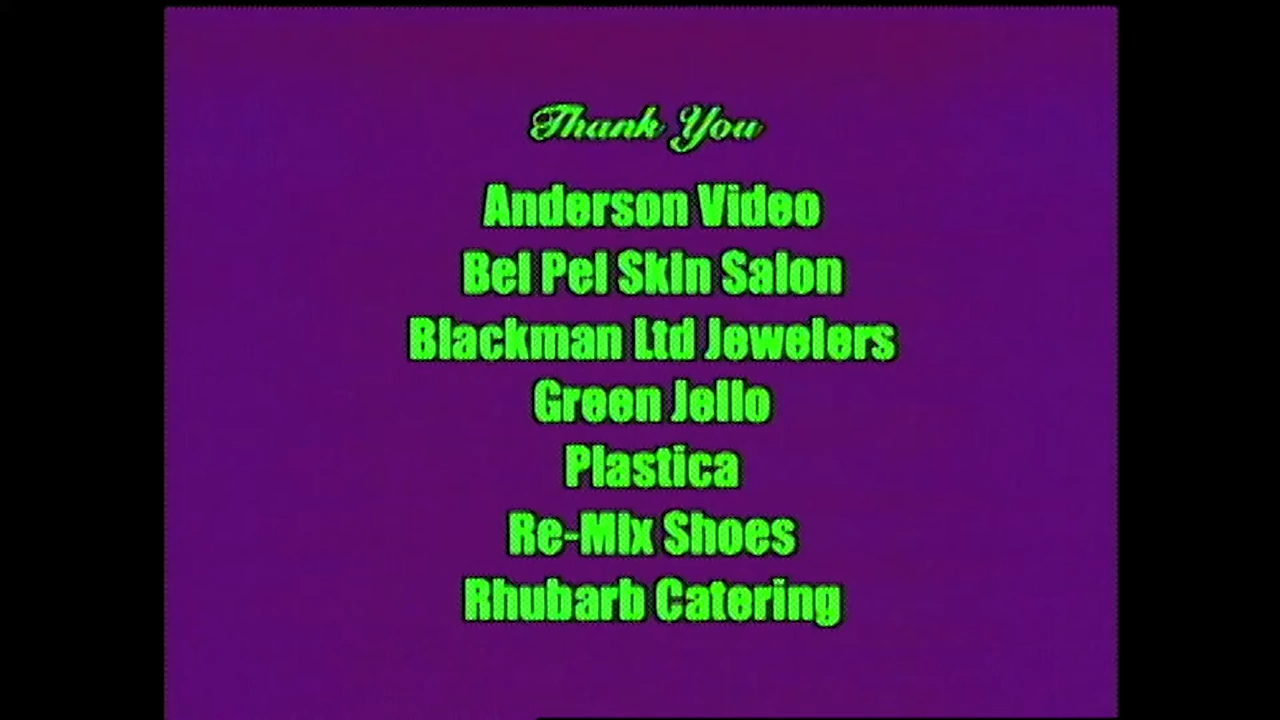 Thank You
Anderson Video
Bel Pel Skin Salon
Blackman Ltd Jewelers
Green Jello
Plastica
Re-Mix Shoes
Rhubarb Catering